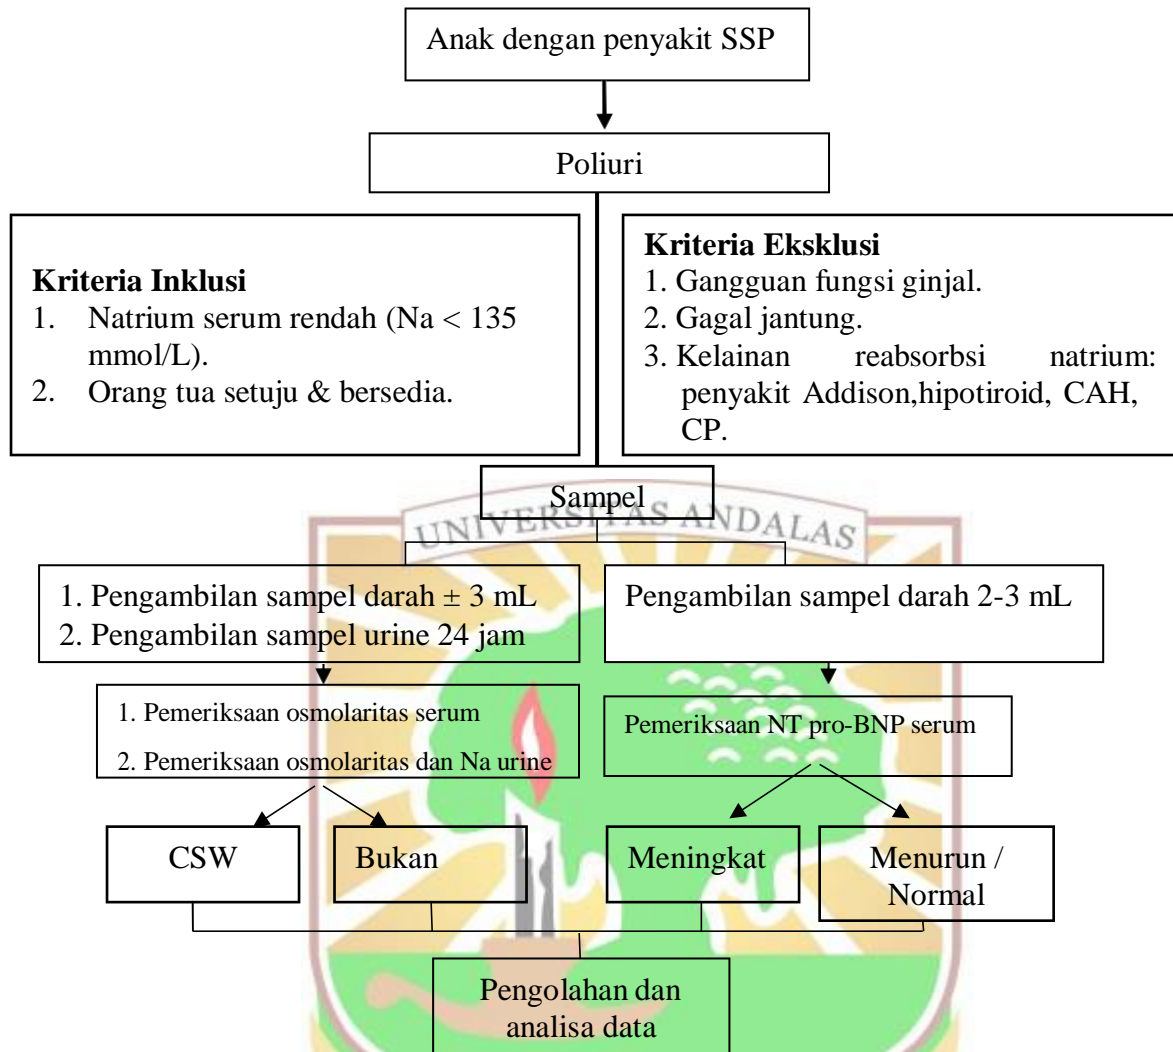 Anak dengan penyakit SSP
Poliuri
Kriteria Inklusi
1. Natrium serum rendah (Na < 135
mmol/L).
2. Orang tua setuju & bersedia.
Kriteria Eksklusi
1. Gangguan fungsi ginjal.
2. Gagal jantung.
3. Kelainan reabsorbsi natrium:
penyakit Addison,hipotiroid, CAH,
CP.
Sampel
UNIVERSITAS ANDALAS
1. Pengambilan sampel darah ± 3 mL
2. Pengambilan sampel urine 24 jam
Pengambilan sampel darah 2-3 mL
1. Pemeriksaan osmolaritas serum
2. Pemeriksaan osmolaritas dan Na urine
Pemeriksaan NT pro-BNP serum
CSW
Bukan
Meningkat
Menurun /
Normal
Pengolahan dan
analisa data